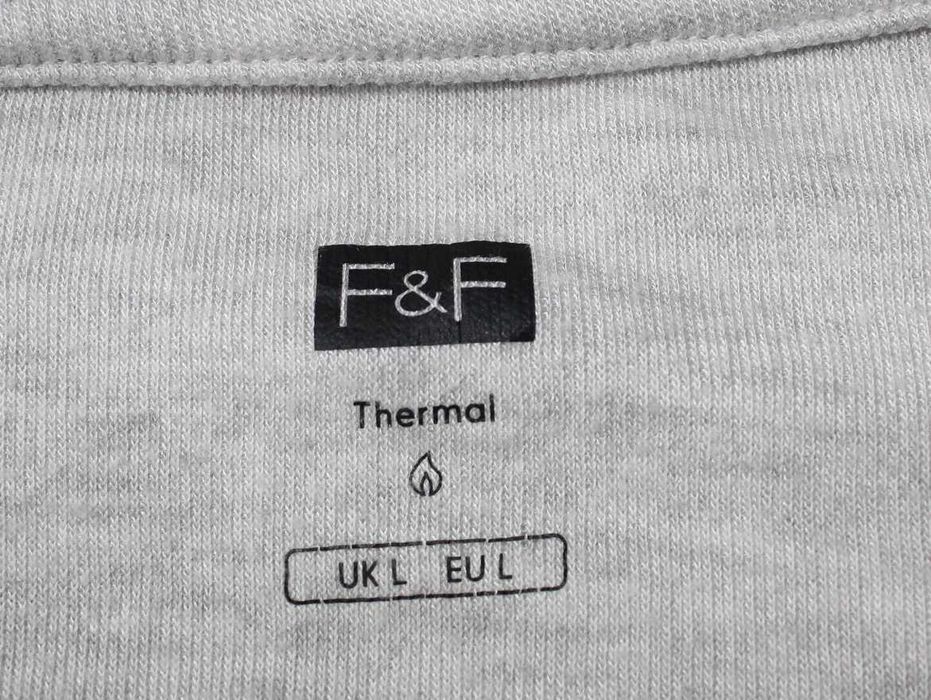 F&F
Thermal
UK L EU L